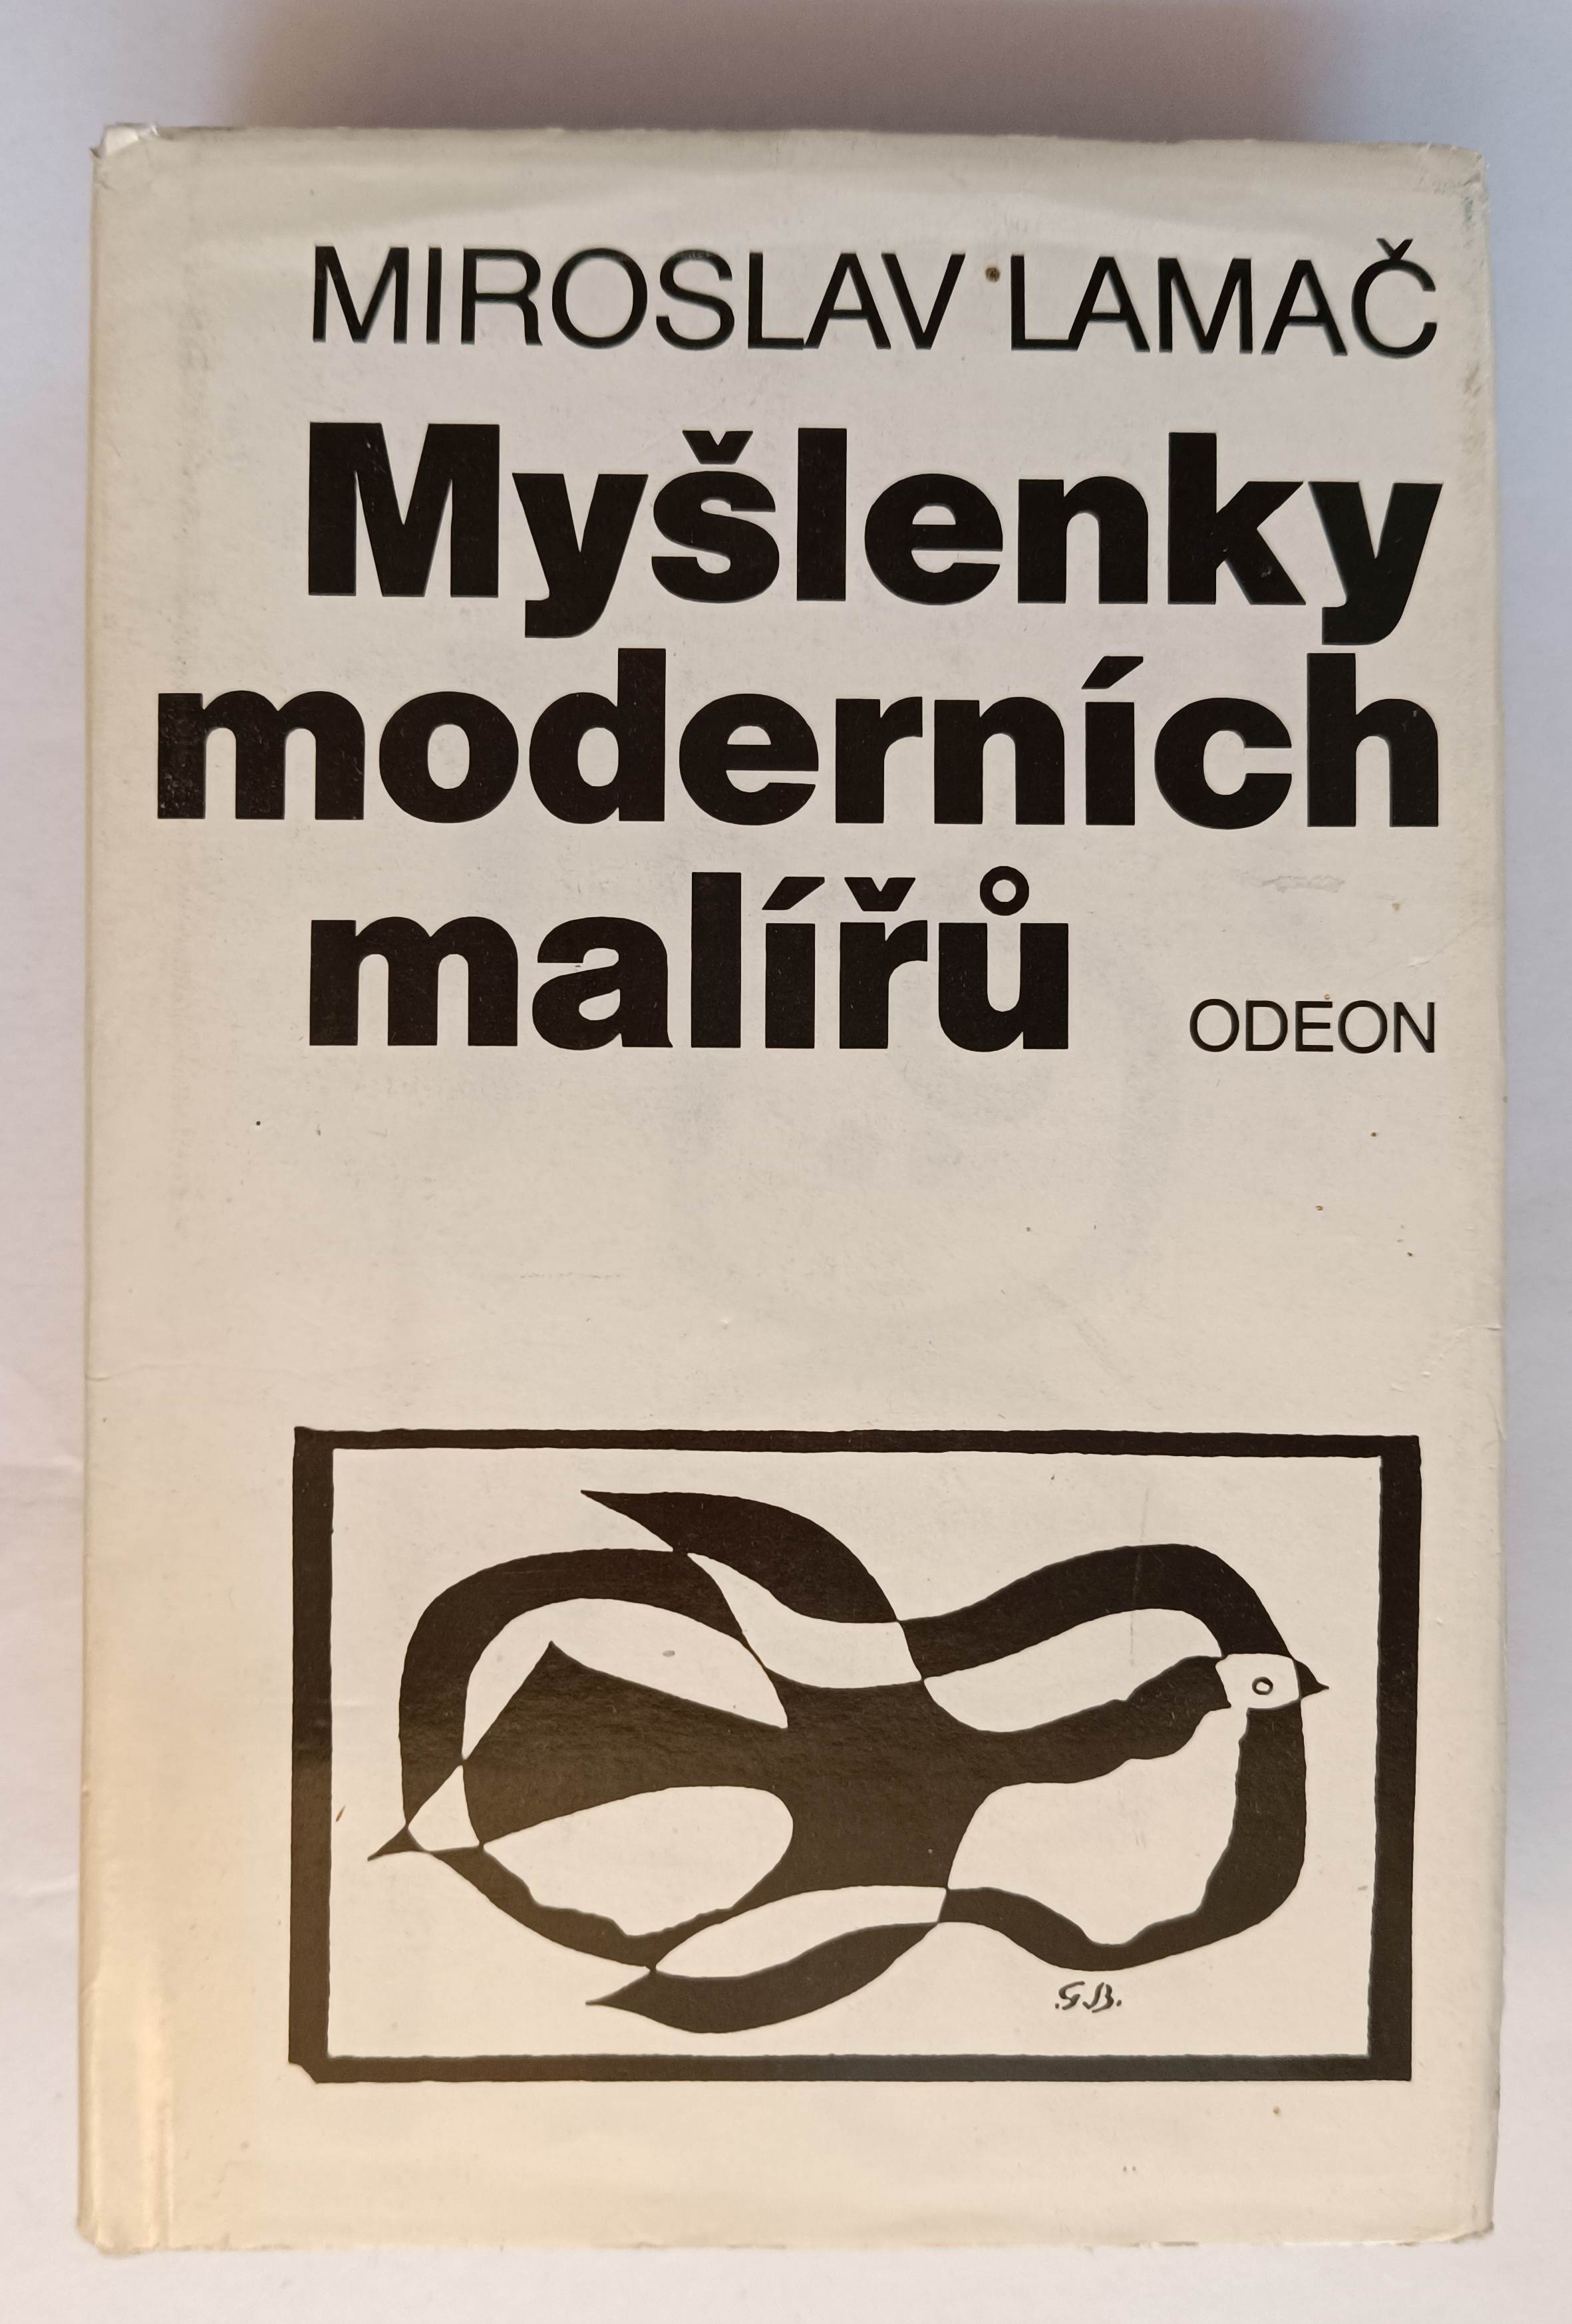 MIROSLAV LAMAČ
Myšlenky
moderních
malířů
ODEON
.G.B.